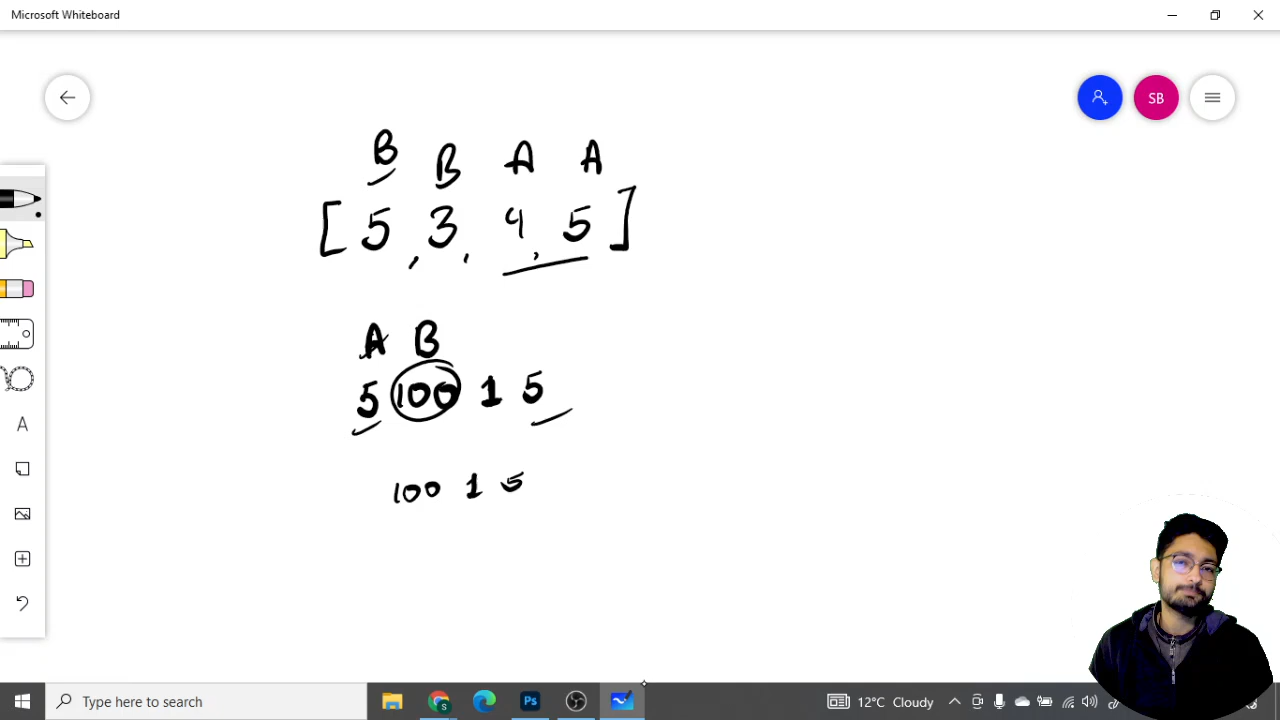 Microsoft Whiteboard
SB
B B A A
[ 5 , 3 , 4 , 5 ]
A B
5 100 1 5
100 1 5
A
Type here to search
Ps
12°C Cloudy